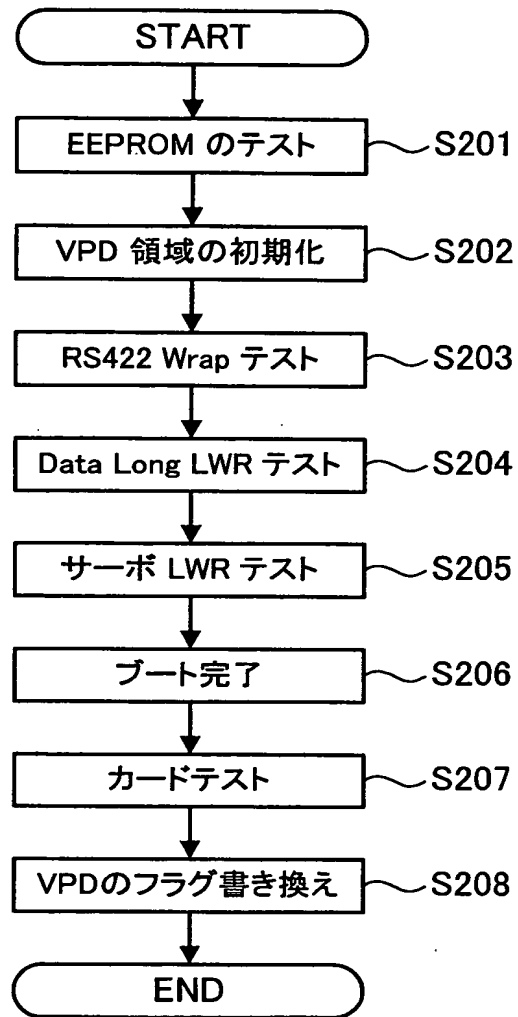 START
EEPROM のテスト S201
VPD 領域の初期化 S202
RS422 Wrap テスト S203
Data Long LWR テスト S204
サーボ LWR テスト S205
ブート完了 S206
カードテスト S207
VPDのフラグ書き換え S208
END